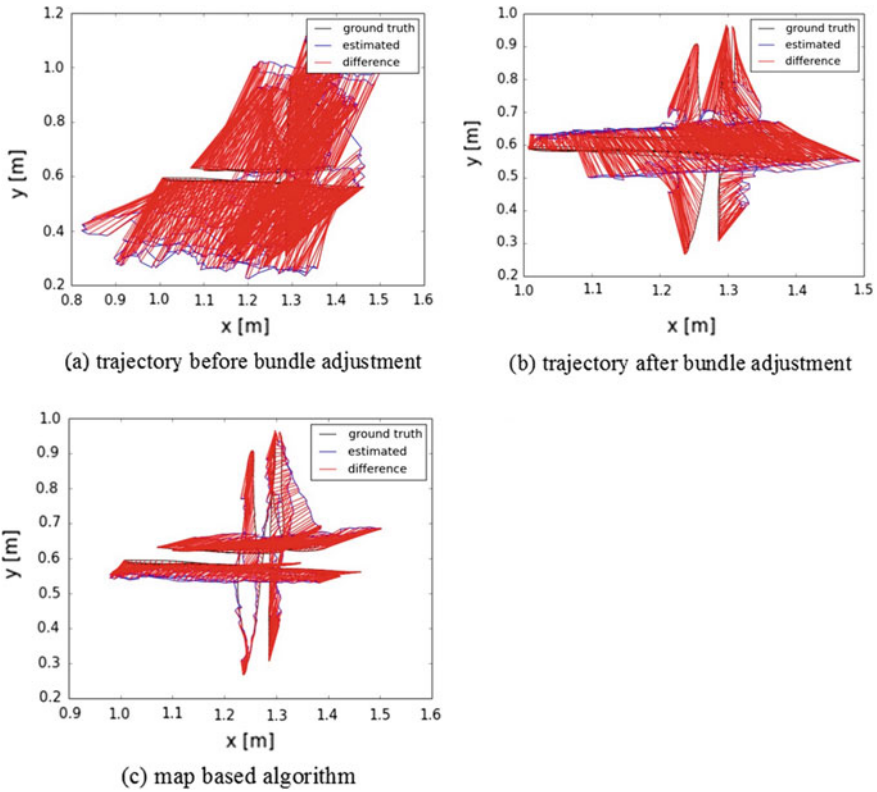 1.2
1.0
0.8
0.6
0.4
0.2
y [m]
ground truth
estimated
difference
0.8 0.9 1.0 1.1 1.2 1.3 1.4 1.5 1.6
x [m]
(a) trajectory before bundle adjustment
1.0
0.9
0.8
0.7
0.6
0.5
0.4
0.3
0.2
y [m]
ground truth
estimated
difference
1.0 1.1 1.2 1.3 1.4 1.5
x [m]
(b) trajectory after bundle adjustment
1.0
0.9
0.8
0.7
0.6
0.5
0.4
0.3
0.2
y [m]
ground truth
estimated
difference
0.9 1.0 1.1 1.2 1.3 1.4 1.5 1.6
x [m]
(c) map based algorithm